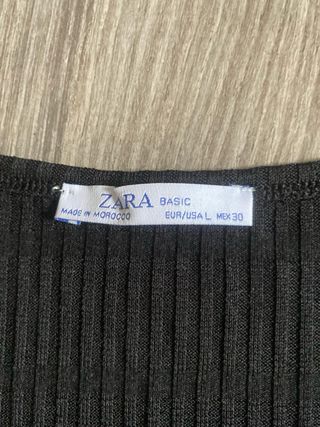 ZARA BASIC
MADE IN MOROCCO EUR/USA L MEX 30